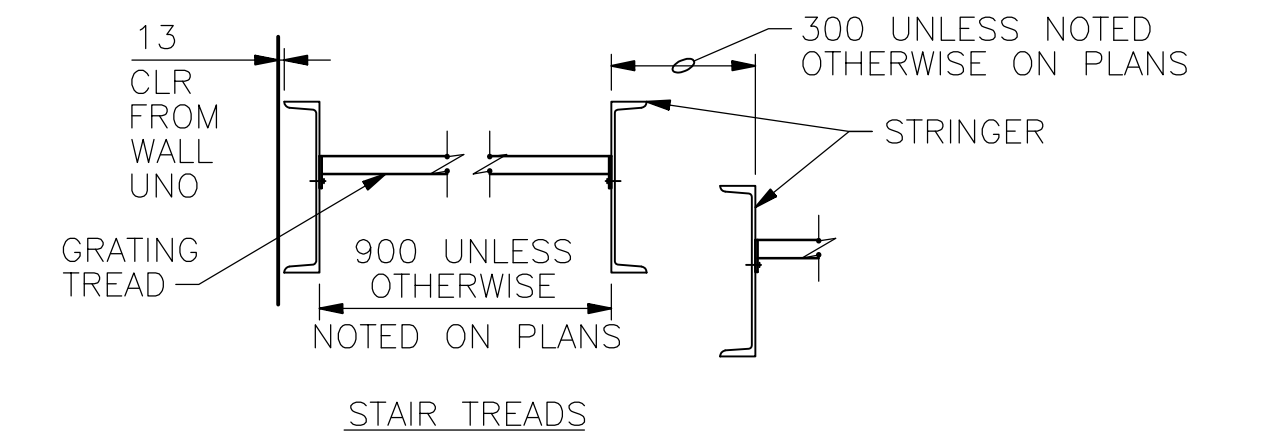 13
CLR
FROM
WALL
UNO
300 UNLESS NOTED
OTHERWISE ON PLANS
STRINGER
GRATING
TREAD
900 UNLESS
OTHERWISE
NOTED ON PLANS
STAIR TREADS